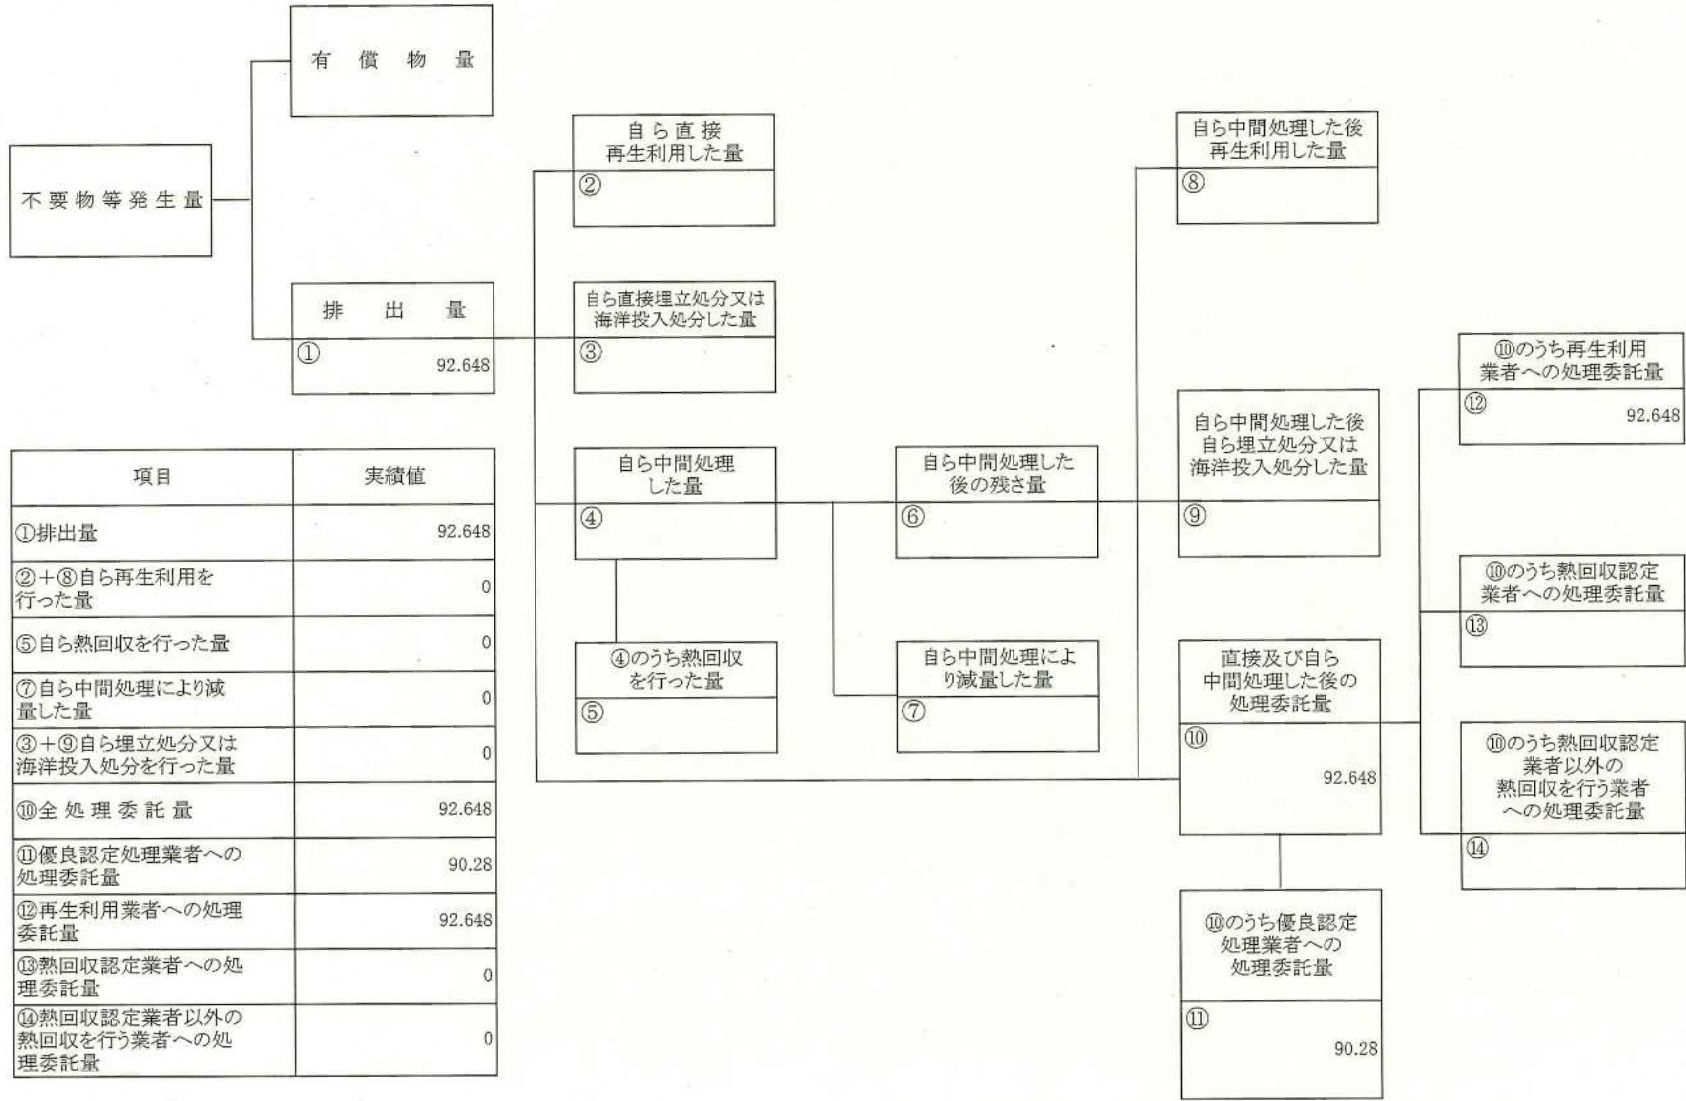 有償物量
不要物等発生量
排出量
①
92.648
自ら直接
再生利用した量
②
自ら直接埋立処分又は
海洋投入処分した量
③
自ら中間処理
した量
④
④のうち熱回収
を行った量
⑤
自ら中間処理した
後の残さ量
⑥
自ら中間処理によ
り減量した量
⑦
自ら中間処理した後
再生利用した量
⑧
自ら中間処理した後
自ら埋立処分又は
海洋投入処分した量
⑨
直接及び自ら
中間処理した後の
処理委託量
⑩
92.648
⑩のうち優良認定
処理業者への
処理委託量
⑪
90.28
⑩のうち再生利用
業者への処理委託量
⑫
92.648
⑩のうち熱回収認定
業者への処理委託量
⑬
⑩のうち熱回収認定
業者以外の
熱回収を行う業者
への処理委託量
⑭
項目 実績値
①排出量 92.648
②+⑧自ら再生利用を
行った量 0
⑤自ら熱回収を行った量 0
⑦自ら中間処理により減
量した量 0
③+⑨自ら埋立処分又は
海洋投入処分を行った量 0
⑩全処理委託量 92.648
⑪優良認定処理業者への
処理委託量 90.28
⑫再生利用業者への処理
委託量 92.648
⑬熱回収認定業者への処
理委託量 0
⑭熱回収認定業者以外の
熱回収を行う業者への処
理委託量 0